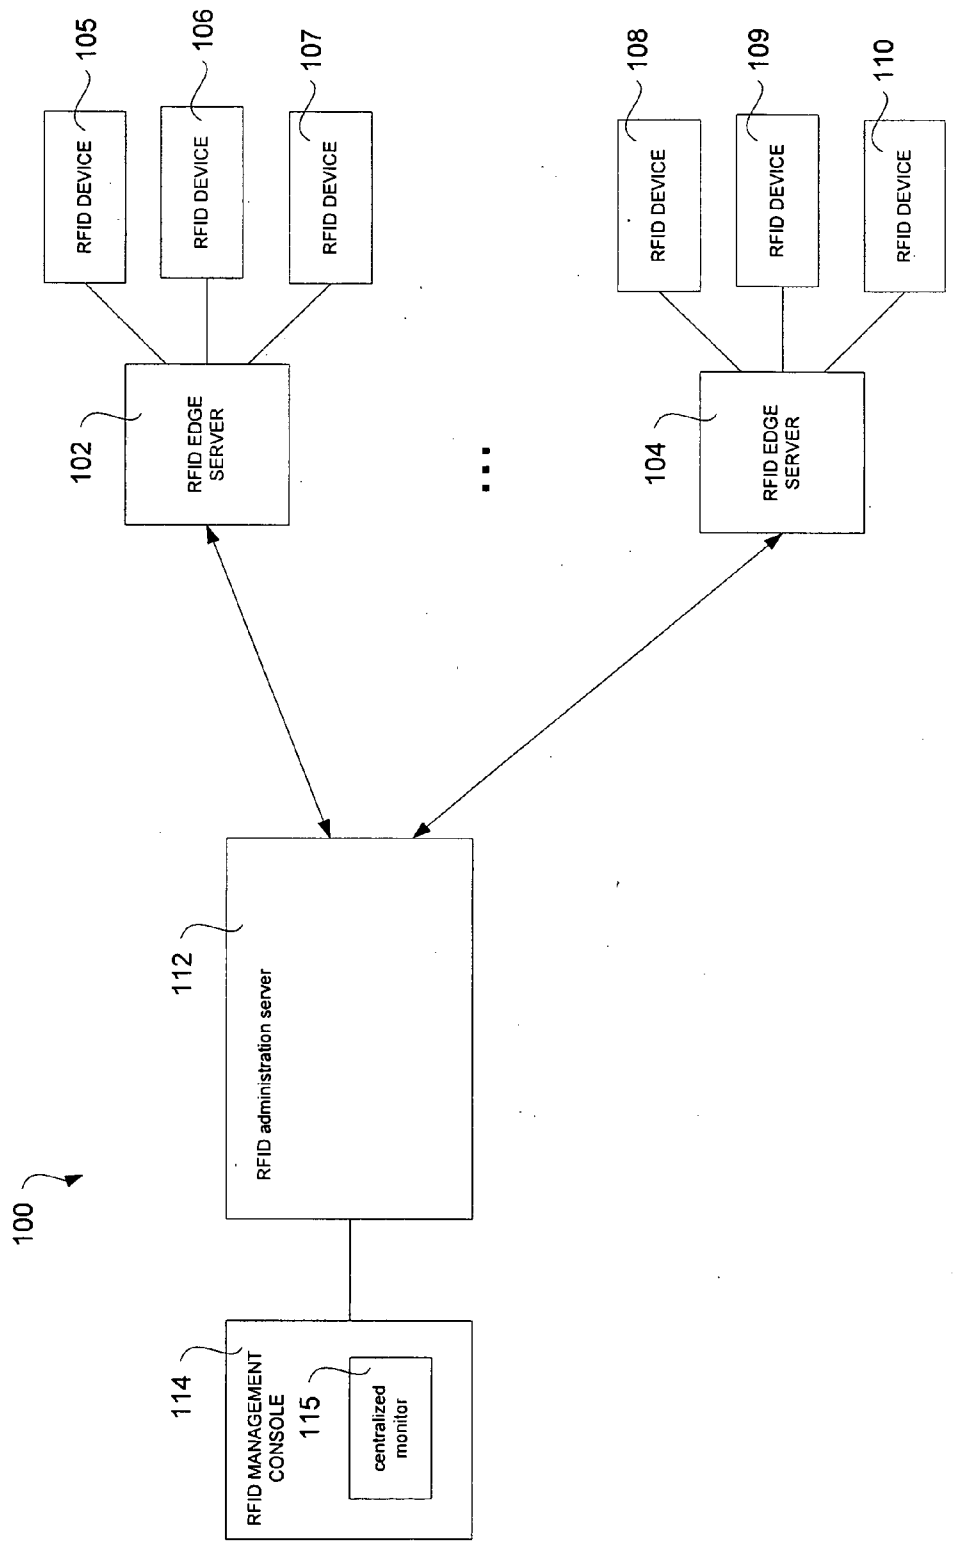 100
114
RFID MANAGEMENT
CONSOLE
115
centralized
monitor
112
RFID administration server
102
RFID EDGE
SERVER
RFID DEVICE
105
RFID DEVICE
106
RFID DEVICE
107
...
104
RFID EDGE
SERVER
RFID DEVICE
108
RFID DEVICE
109
RFID DEVICE
110